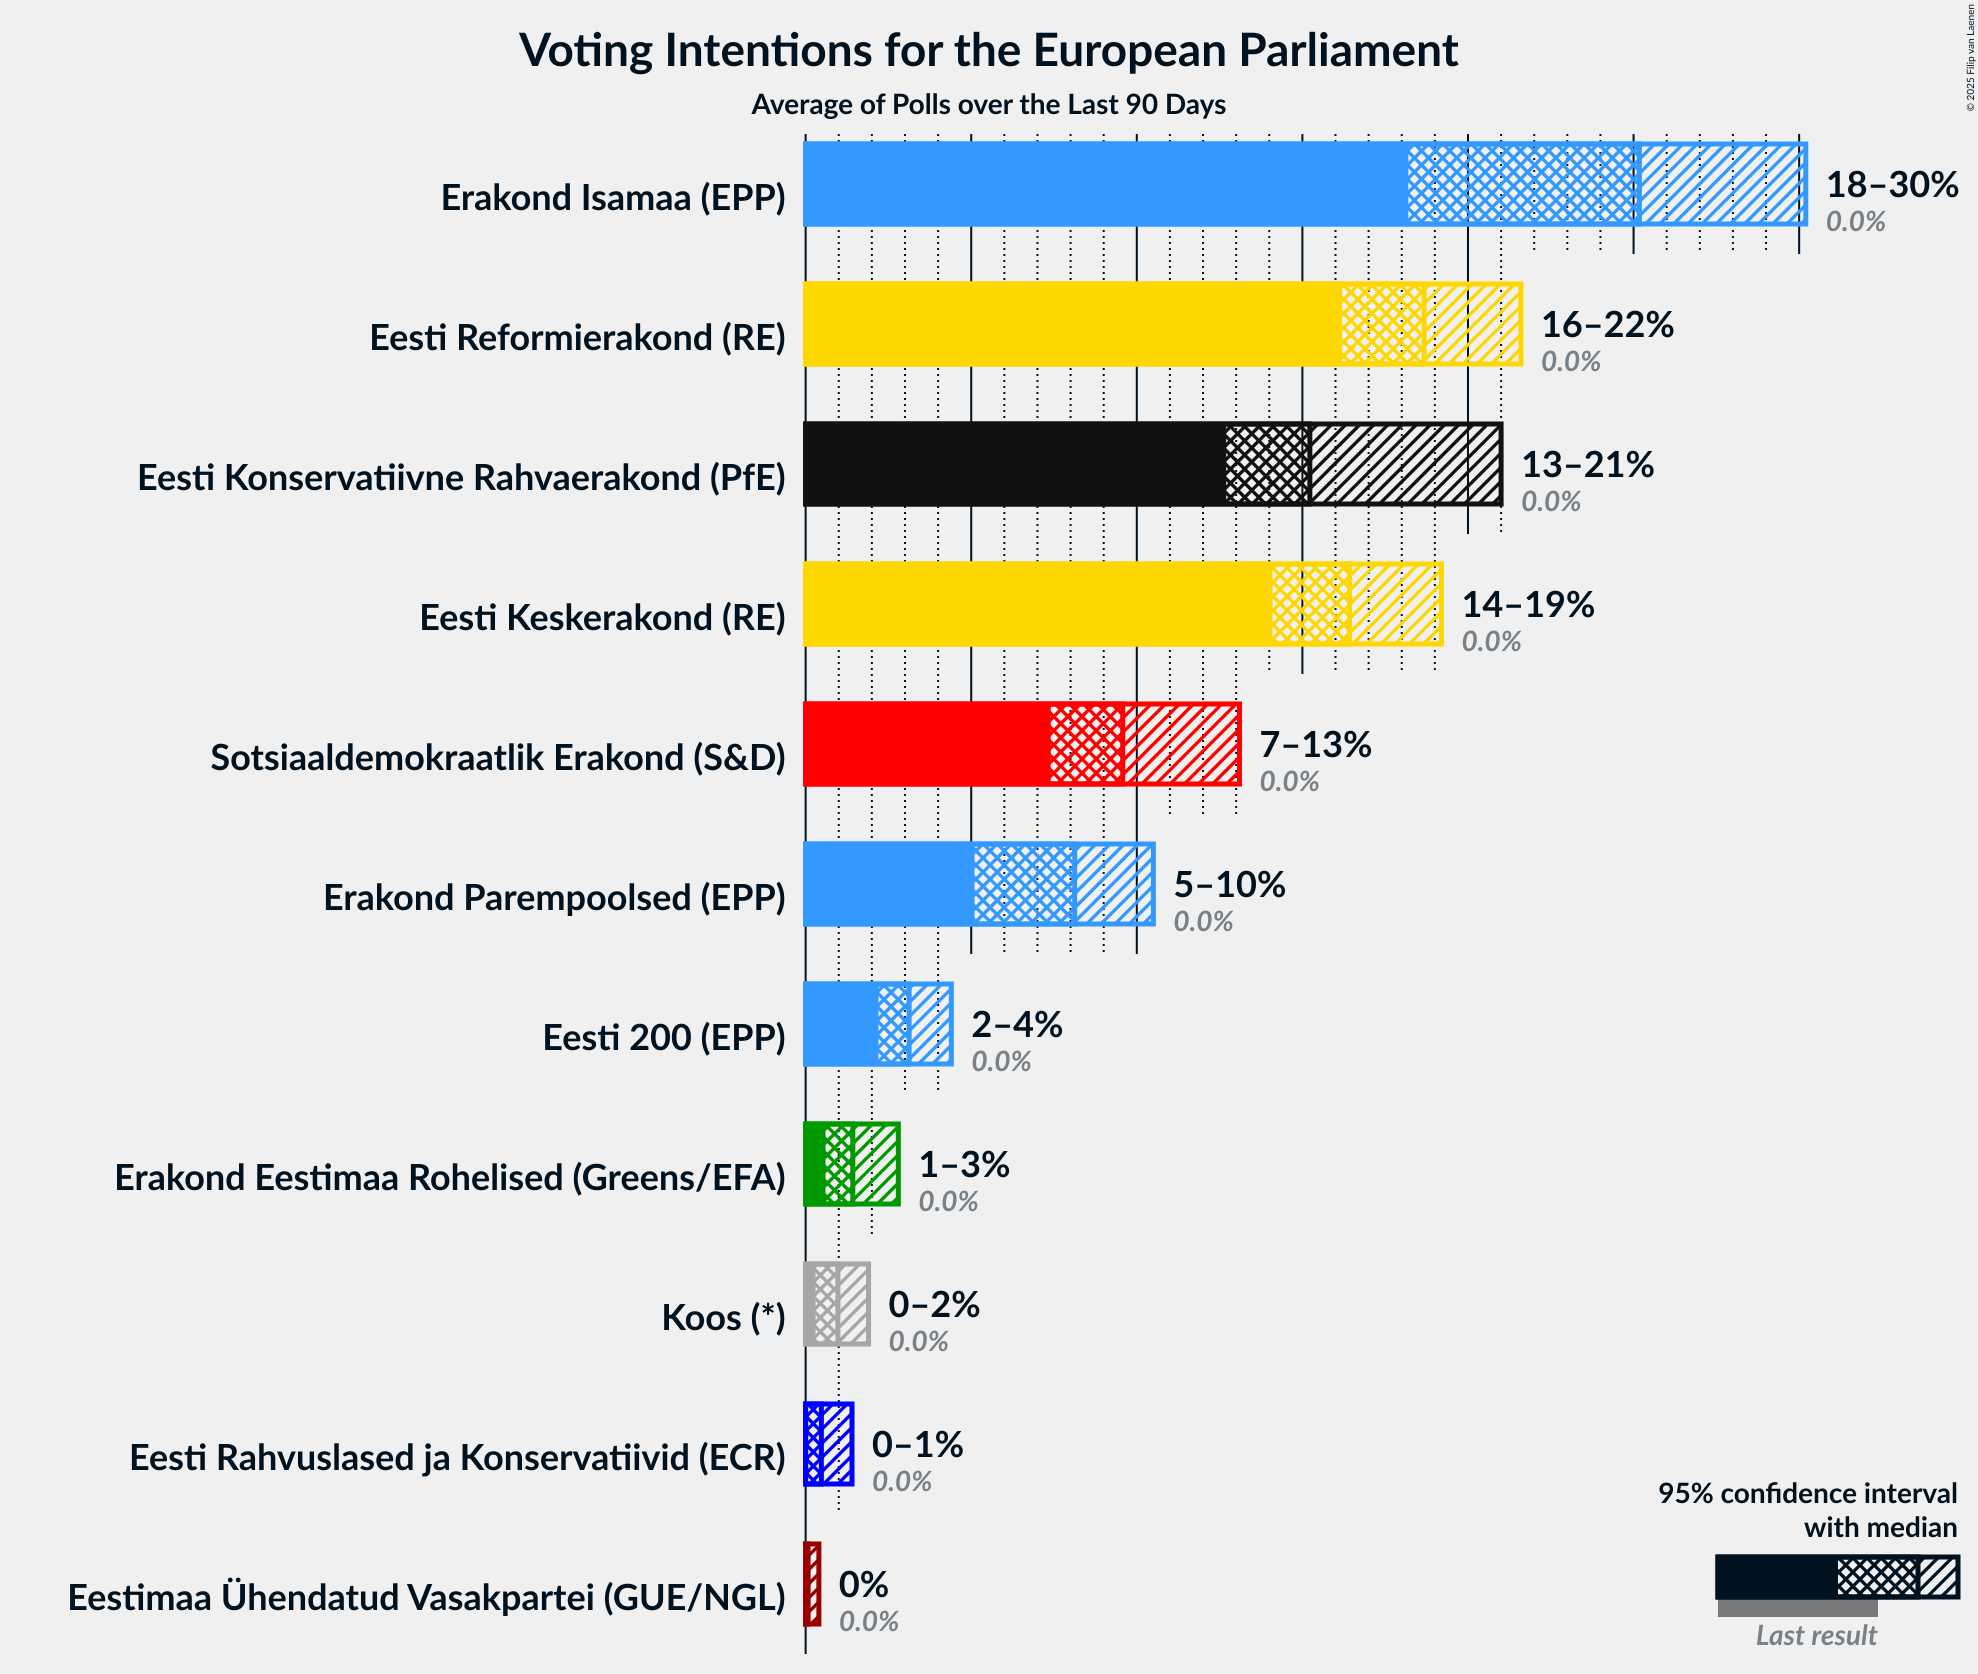 Voting Intentions for the European Parliament
Average of Polls over the Last 90 Days
© 2025 Filip van Laenen
Erakond Isamaa (EPP)
18–30%
0.0%
Eesti Reformierakond (RE)
16–22%
0.0%
Eesti Konservatiivne Rahvaerakond (PfE)
13–21%
0.0%
Eesti Keskerakond (RE)
14–19%
0.0%
Sotsiaaldemokraatlik Erakond (S&D)
7–13%
0.0%
Erakond Parempoolsed (EPP)
5–10%
0.0%
Eesti 200 (EPP)
2–4%
0.0%
Erakond Eestimaa Rohelised (Greens/EFA)
1–3%
0.0%
Koos (*)
0–2%
0.0%
Eesti Rahvuslased ja Konservatiivid (ECR)
0–1%
0.0%
Eestimaa Ühendatud Vasakpartei (GUE/NGL)
0%
0.0%
95% confidence interval
with median
Last result